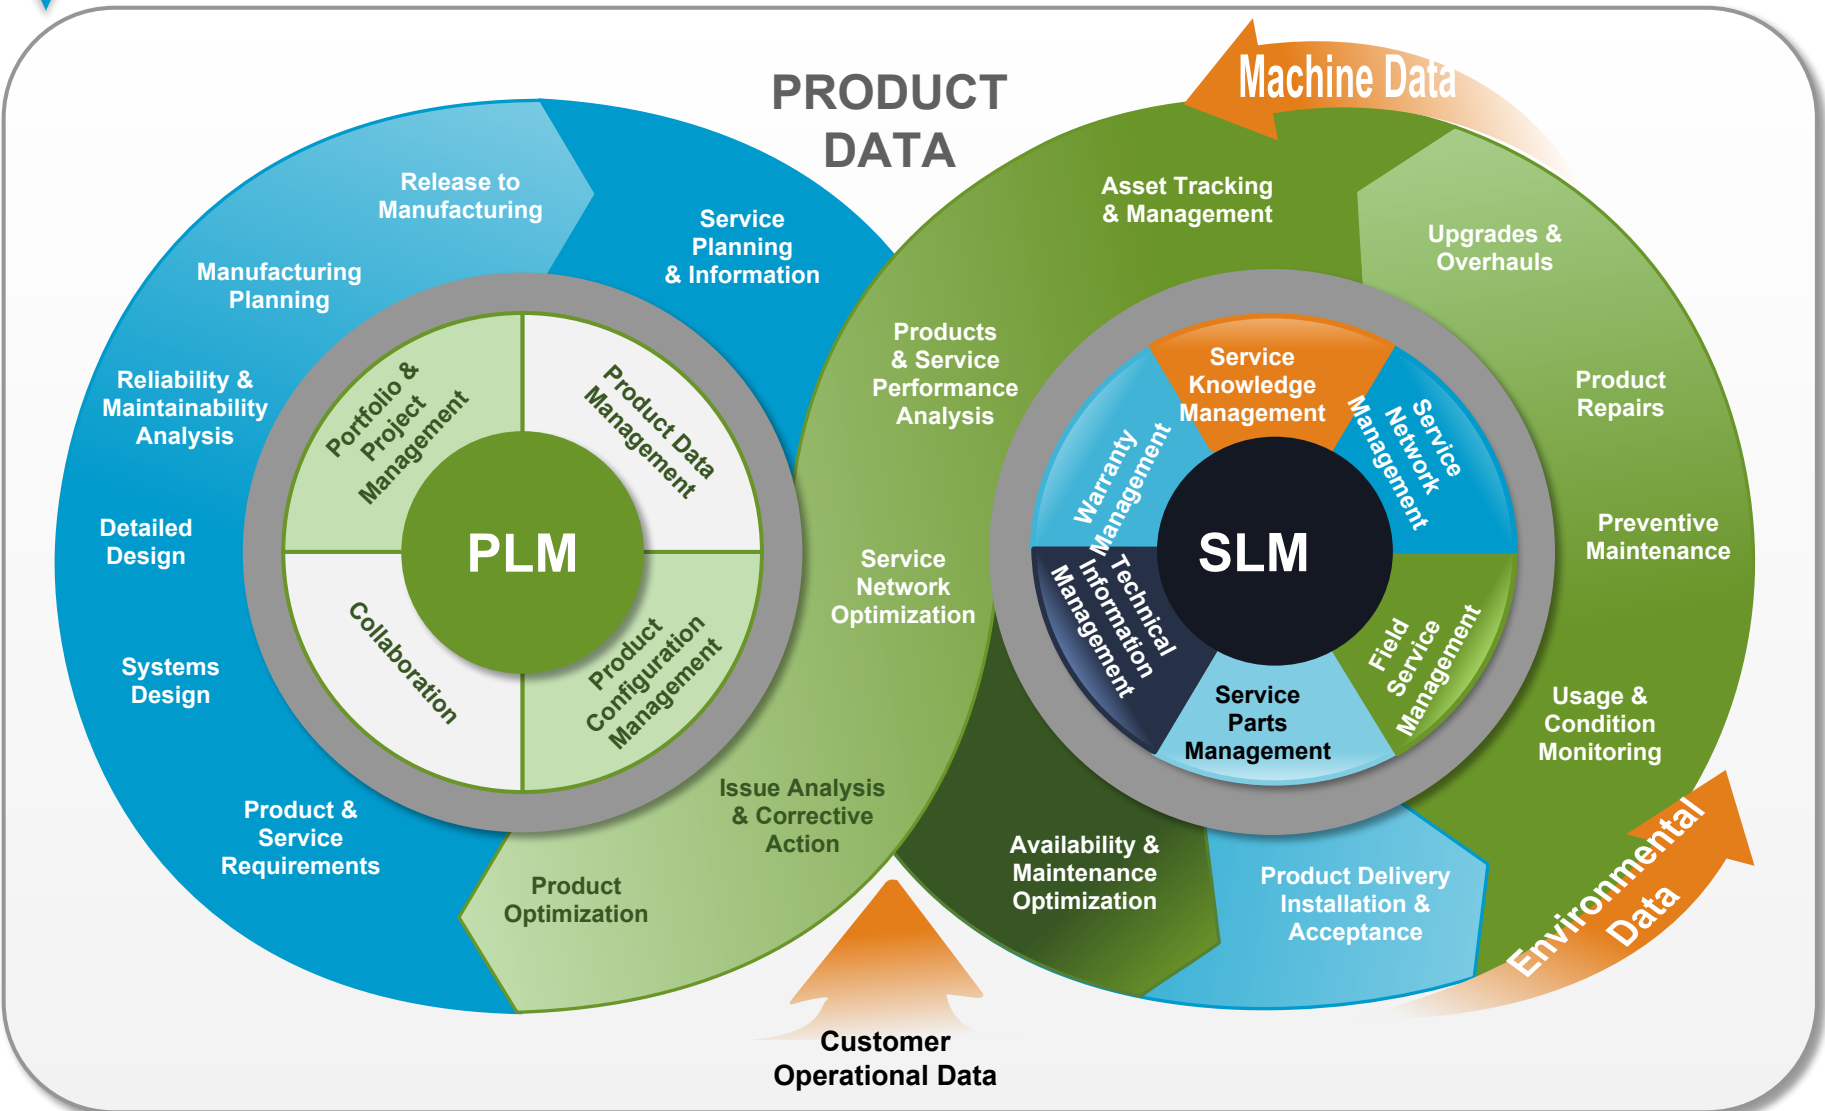 PRODUCT
DATA
Machine Data
Release to
Manufacturing
Service
Planning
& Information
Asset Tracking
& Management
Upgrades &
Overhauls
Manufacturing
Planning
Products
& Service
Performance
Analysis
Reliability &
Maintainability
Analysis
Product
Repairs
Portfolio &
Project
Management
Product Data
Management
Service
Knowledge
Management
Service
Network
Management
Warranty
Management
Detailed
Design
PLM
SLM
Preventive
Maintenance
Service
Network
Optimization
Technical
Information
Management
Collaboration
Product
Configuration
Management
Field
Service
Management
Service
Parts
Management
Systems
Design
Usage &
Condition
Monitoring
Product &
Service
Requirements
Issue Analysis
& Corrective
Action
Availability &
Maintenance
Optimization
Product
Optimization
Product Delivery
Installation &
Acceptance
Environmental
Data
Customer
Operational Data